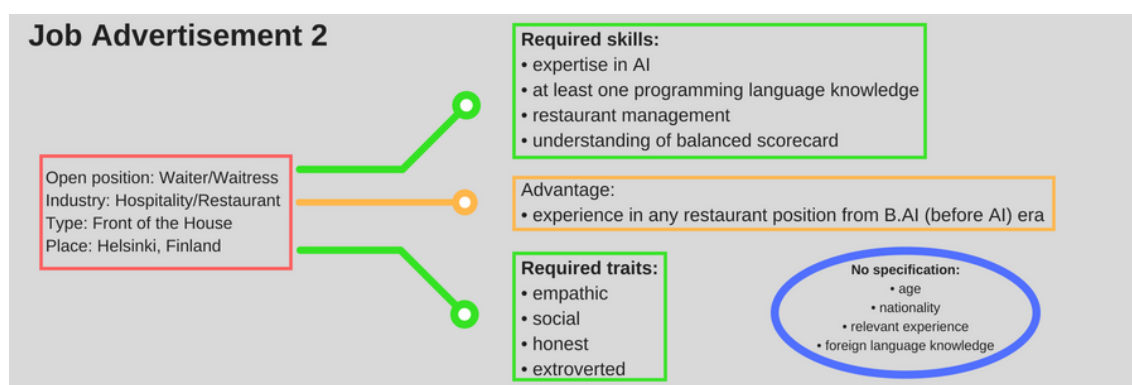 Job Advertisement 2
Open position: Waiter/Waitress
Industry: Hospitality/Restaurant
Type: Front of the House
Place: Helsinki, Finland
Required skills:
• expertise in AI
• at least one programming language knowledge
• restaurant management
• understanding of balanced scorecard
Advantage:
• experience in any restaurant position from B.AI (before AI) era
Required traits:
• empathic
• social
• honest
• extroverted
No specification:
• age
• nationality
• relevant experience
• foreign language knowledge